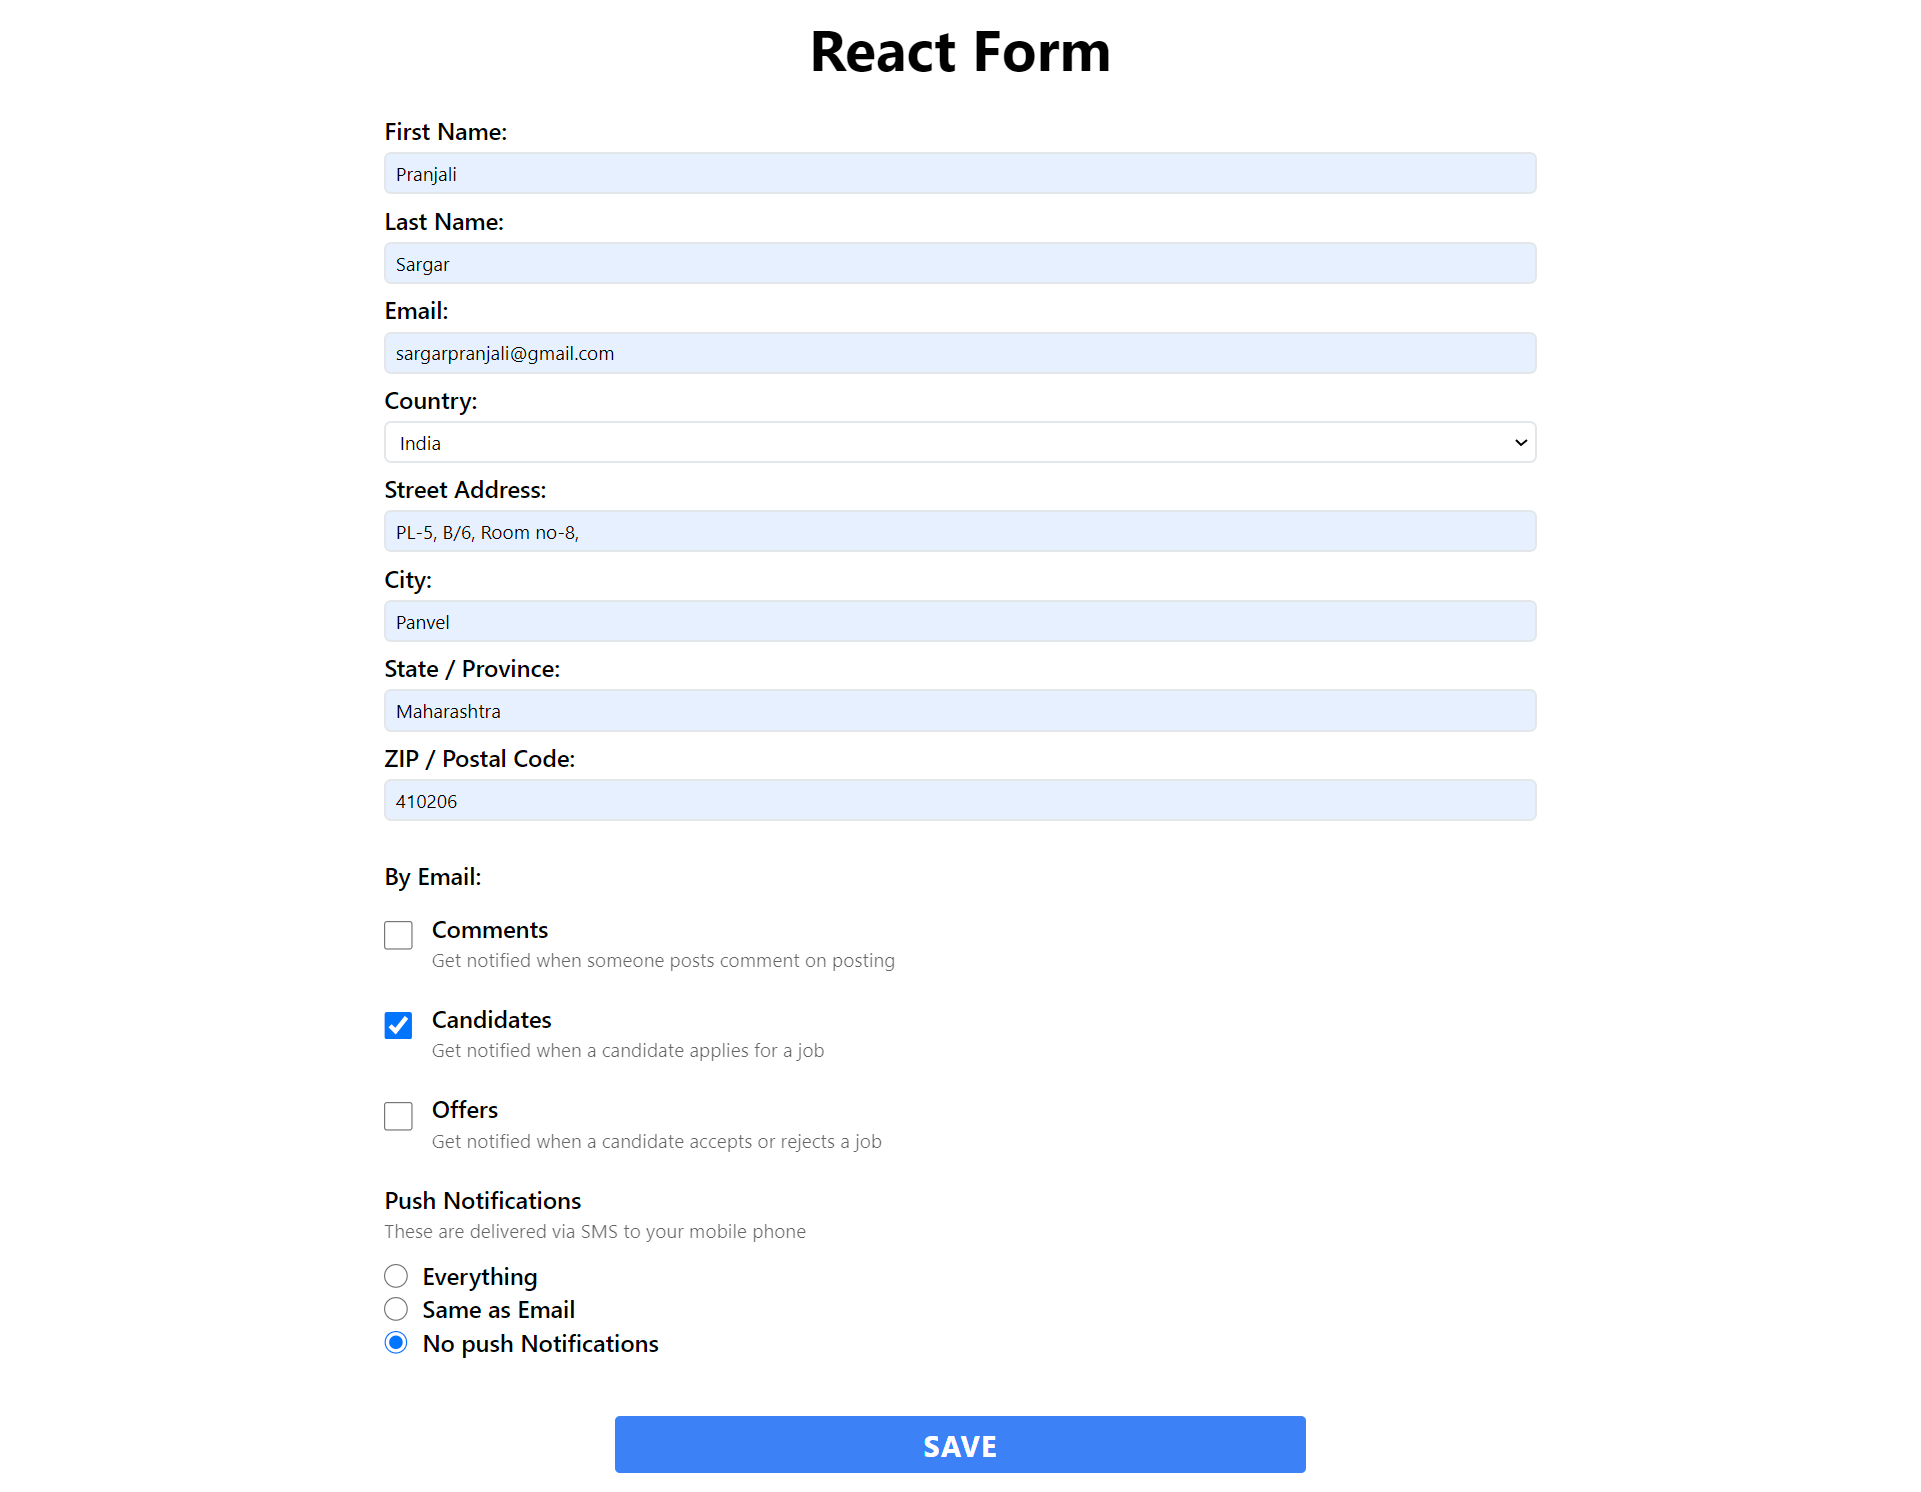 React Form
First Name:
Pranjali
Last Name:
Sargar
Email:
sargarpranjali@gmail.com
Country:
India
Street Address:
PL-5, B/6, Room no-8,
City:
Panvel
State / Province:
Maharashtra
ZIP / Postal Code:
410206
By Email:
Comments
Get notified when someone posts comment on posting
Candidates
Get notified when a candidate applies for a job
Offers
Get notified when a candidate accepts or rejects a job
Push Notifications
These are delivered via SMS to your mobile phone
Everything
Same as Email
No push Notifications
SAVE